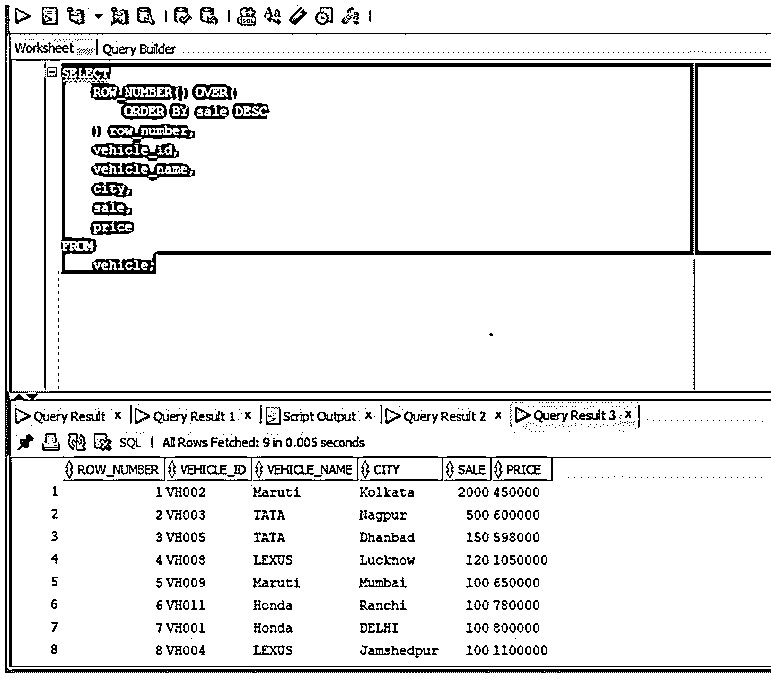 Worksheet Query Builder
SELECT
ROW_NUMBER() OVER(
ORDER BY sale DESC
) row_number,
vehicle_id,
vehicle_name,
city,
sale,
price
FROM
vehicle;
Query Result x Query Result 1 x Script Output x Query Result 2 x Query Result 3 x
SQL | All Rows Fetched: 9 in 0.005 seconds
ROW_NUMBER VEHICLE_ID VEHICLE_NAME CITY SALE PRICE
1 1 VH002 Maruti Kolkata 2000 450000
2 2 VH003 TATA Nagpur 500 600000
3 3 VH005 TATA Dhanbad 150 598000
4 4 VH008 LEXUS Lucknow 120 1050000
5 5 VH009 Maruti Mumbai 100 650000
6 6 VH011 Honda Ranchi 100 780000
7 7 VH001 Honda DELHI 100 800000
8 8 VH004 LEXUS Jamshedpur 100 1100000